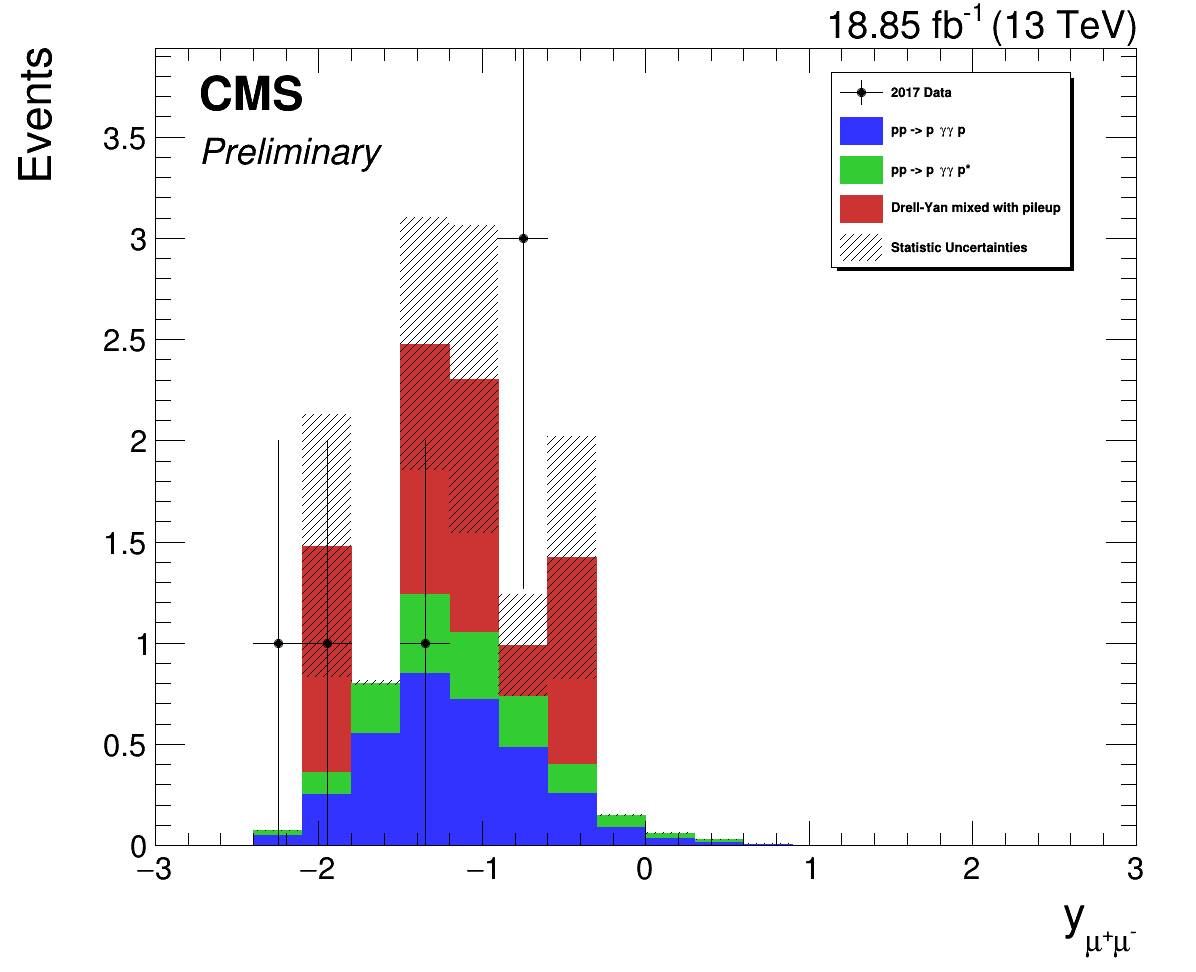 18.85 fb⁻¹ (13 TeV)
Events
CMS
Preliminary
2017 Data
pp -> p γγ p
pp -> p γγ p*
Drell-Yan mixed with pileup
Statistic Uncertainties
3.5
3
2.5
2
1.5
1
0.5
0
−3
−2
−1
0
1
2
3
y μ⁺μ⁻